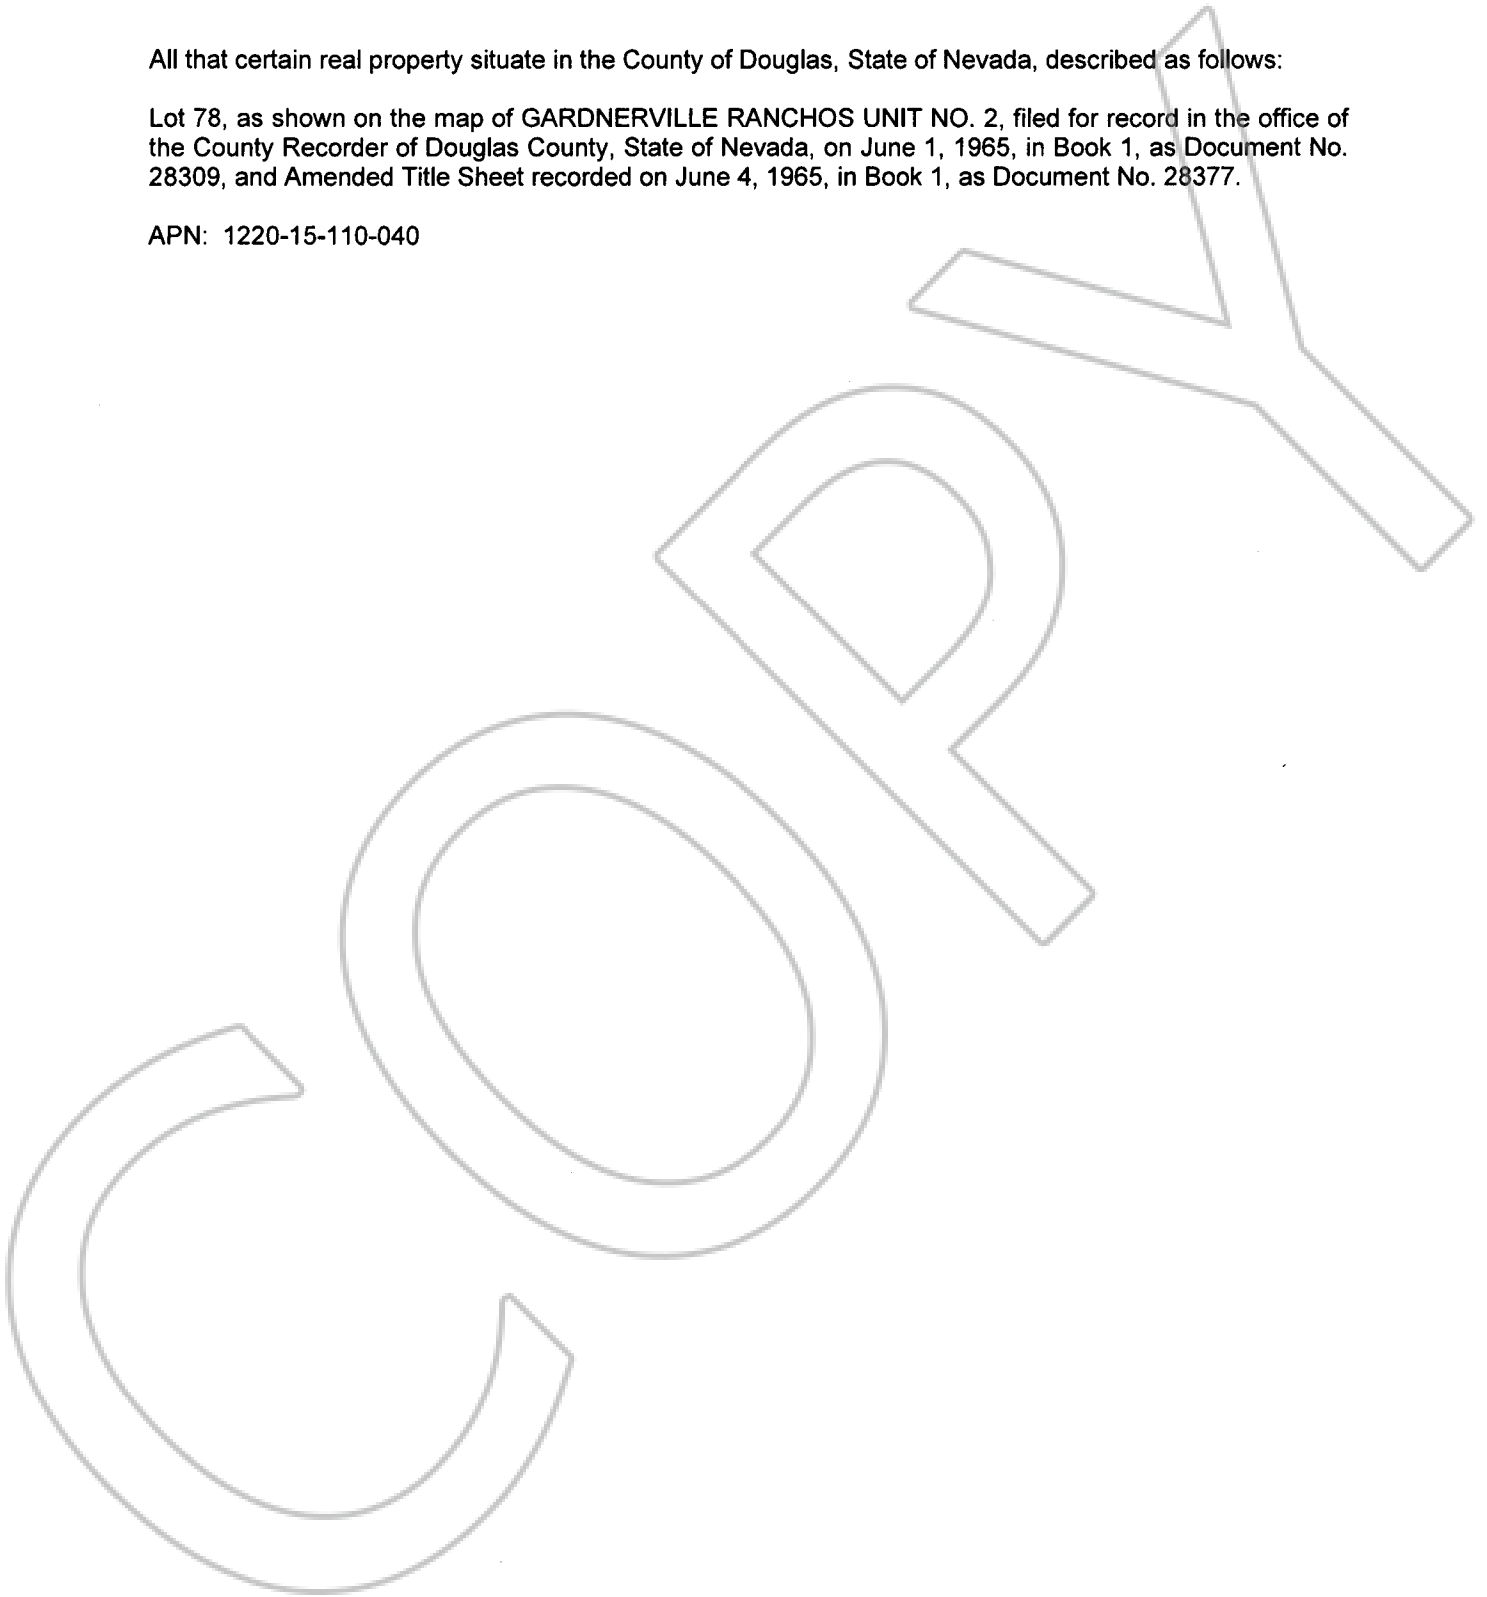 All that certain real property situate in the County of Douglas, State of Nevada, described as follows:
Lot 78, as shown on the map of GARDNERVILLE RANCHOS UNIT NO. 2, filed for record in the office of
the County Recorder of Douglas County, State of Nevada, on June 1, 1965, in Book 1, as Document No.
28309, and Amended Title Sheet recorded on June 4, 1965, in Book 1, as Document No. 28377.
APN: 1220-15-110-040
COPY